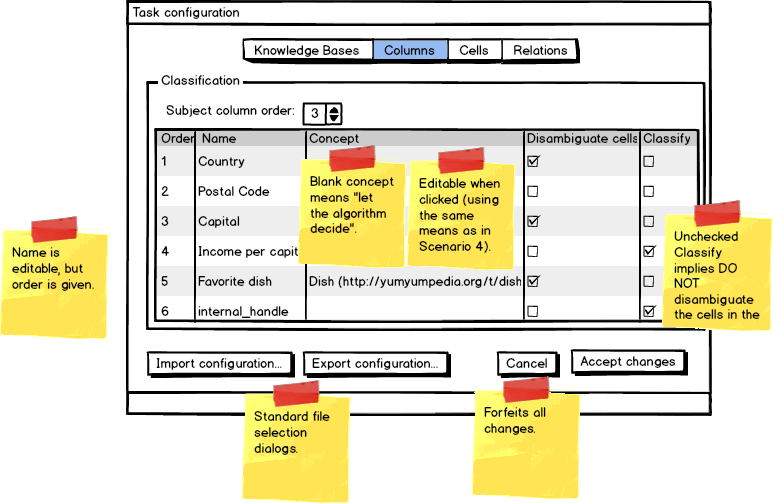 Task configuration
Knowledge Bases Columns Cells Relations
Classification
Subject column order: 3
Order Name Concept Disambiguate cells Classify
1 Country
2 Postal Code
3 Capital
4 Income per capit
5 Favorite dish Dish (http://yumyumpedia.org/t/dish
6 internal_handle
Blank concept
means "let
the algorithm
decide".
Editable when
clicked (using
the same
means as in
Scenario 4).
Name is
editable, but
order is given.
Unchecked
Classify
implies DO
NOT
disambiguate
the cells in the
Import configuration... Export configuration... Cancel Accept changes
Standard file
selection
dialogs.
Forfeits all
changes.